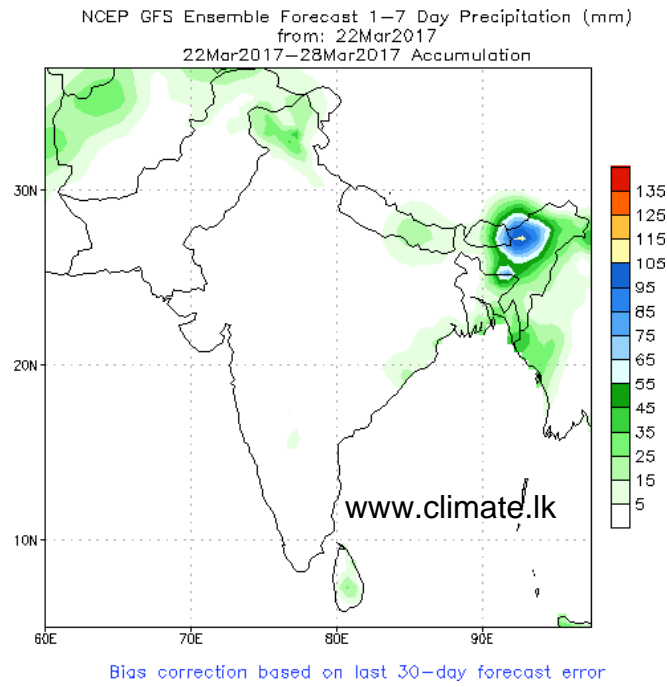 NCEP GFS Ensemble Forecast 1-7 Day Precipitation (mm)
from: 22Mar2017
22Mar2017-28Mar2017 Accumulation
30N
20N
10N
60E
70E
80E
90E
135
125
115
105
95
85
75
65
55
45
35
25
15
5
www.climate.lk
Bias correction based on last 30-day forecast error